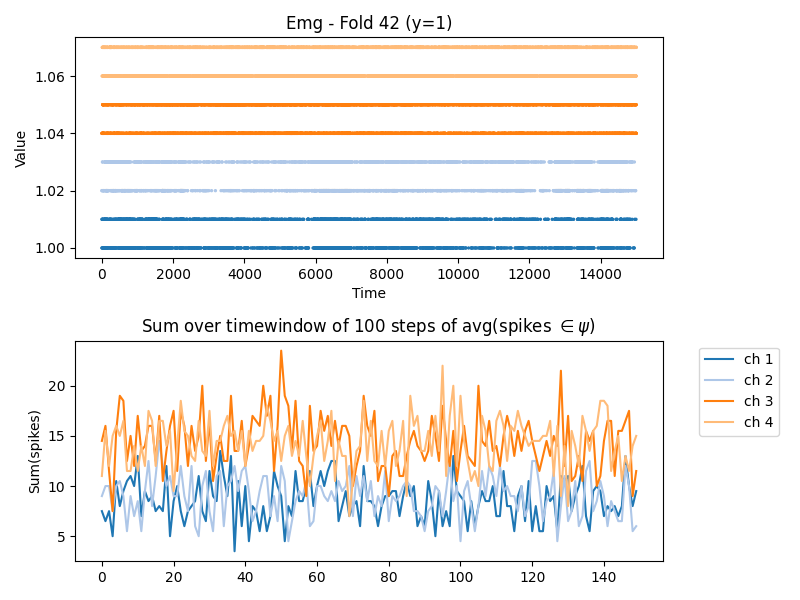 Emg - Fold 42 (y=1)
Value
1.06
1.04
1.02
1.00
0 2000 4000 6000 8000 10000 12000 14000
Time
Sum over timewindow of 100 steps of avg(spikes ∈ψ)
Sum(spikes)
20
15
10
5
0 20 40 60 80 100 120 140
ch 1
ch 2
ch 3
ch 4